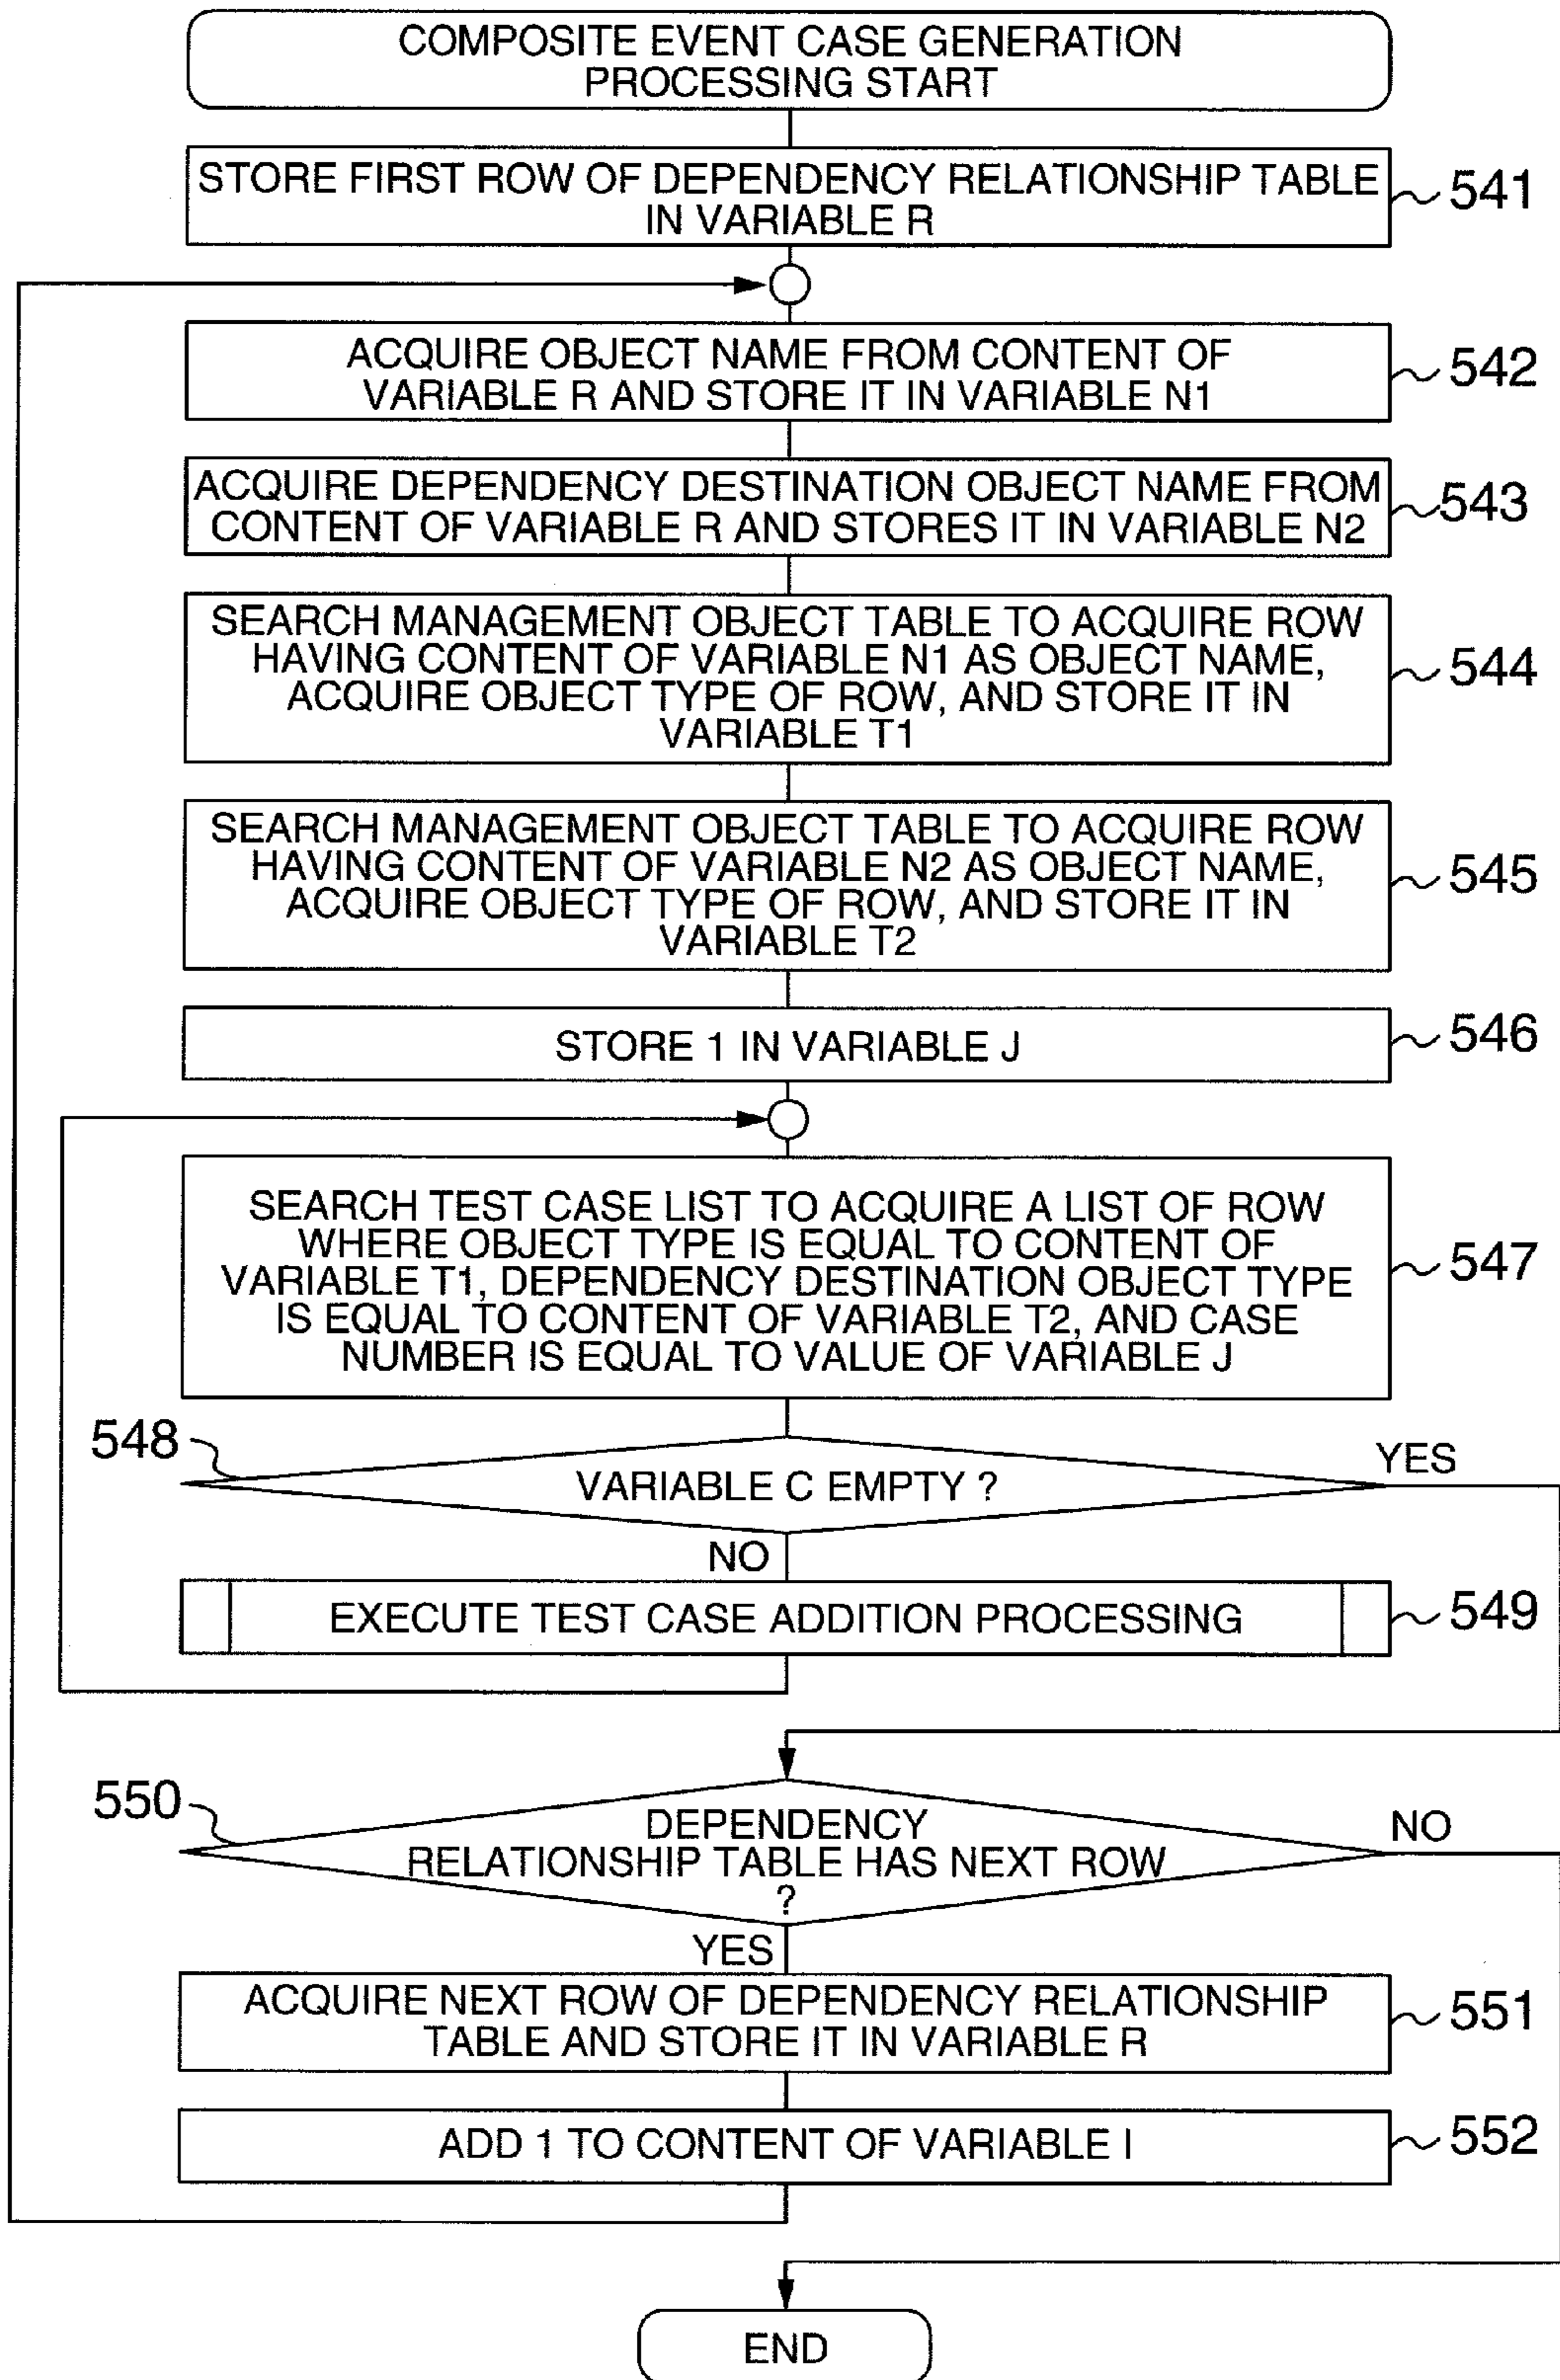 COMPOSITE EVENT CASE GENERATION
PROCESSING START
STORE FIRST ROW OF DEPENDENCY RELATIONSHIP TABLE
IN VARIABLE R
541
ACQUIRE OBJECT NAME FROM CONTENT OF
VARIABLE R AND STORE IT IN VARIABLE N1
542
ACQUIRE DEPENDENCY DESTINATION OBJECT NAME FROM
CONTENT OF VARIABLE R AND STORES IT IN VARIABLE N2
543
SEARCH MANAGEMENT OBJECT TABLE TO ACQUIRE ROW
HAVING CONTENT OF VARIABLE N1 AS OBJECT NAME,
ACQUIRE OBJECT TYPE OF ROW, AND STORE IT IN
VARIABLE T1
544
SEARCH MANAGEMENT OBJECT TABLE TO ACQUIRE ROW
HAVING CONTENT OF VARIABLE N2 AS OBJECT NAME,
ACQUIRE OBJECT TYPE OF ROW, AND STORE IT IN
VARIABLE T2
545
STORE 1 IN VARIABLE J
546
SEARCH TEST CASE LIST TO ACQUIRE A LIST OF ROW
WHERE OBJECT TYPE IS EQUAL TO CONTENT OF
VARIABLE T1, DEPENDENCY DESTINATION OBJECT TYPE
IS EQUAL TO CONTENT OF VARIABLE T2, AND CASE
NUMBER IS EQUAL TO VALUE OF VARIABLE J
547
548
VARIABLE C EMPTY ?
YES
NO
EXECUTE TEST CASE ADDITION PROCESSING
549
550
DEPENDENCY
RELATIONSHIP TABLE HAS NEXT ROW
?
NO
YES
ACQUIRE NEXT ROW OF DEPENDENCY RELATIONSHIP
TABLE AND STORE IT IN VARIABLE R
551
ADD 1 TO CONTENT OF VARIABLE I
552
END